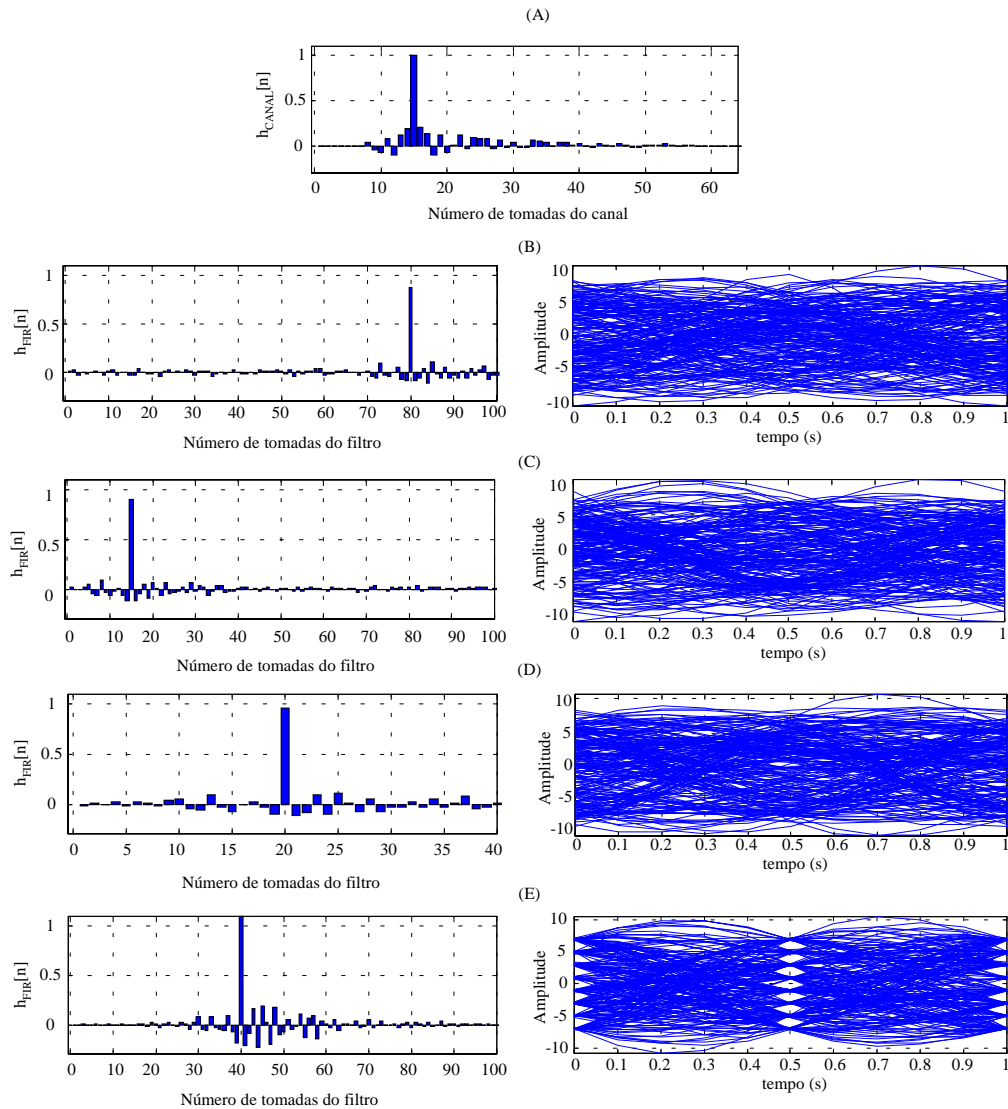 (A)
h_CANAL[n]
1
0.5
0
0 10 20 30 40 50 60
Número de tomadas do canal
(B)
h_FIR[n]
1
0.5
0
0 10 20 30 40 50 60 70 80 90 100
Número de tomadas do filtro
Amplitude
10
5
0
-5
-10
0 0.1 0.2 0.3 0.4 0.5 0.6 0.7 0.8 0.9 1
tempo (s)
(C)
h_FIR[n]
1
0.5
0
0 10 20 30 40 50 60 70 80 90 100
Número de tomadas do filtro
Amplitude
10
5
0
-5
-10
0 0.1 0.2 0.3 0.4 0.5 0.6 0.7 0.8 0.9 1
tempo (s)
(D)
h_FIR[n]
1
0.5
0
0 5 10 15 20 25 30 35 40
Número de tomadas do filtro
Amplitude
10
5
0
-5
-10
0 0.1 0.2 0.3 0.4 0.5 0.6 0.7 0.8 0.9 1
tempo (s)
(E)
h_FIR[n]
1
0.5
0
0 10 20 30 40 50 60 70 80 90 100
Número de tomadas do filtro
Amplitude
10
5
0
-5
-10
0 0.1 0.2 0.3 0.4 0.5 0.6 0.7 0.8 0.9 1
tempo (s)